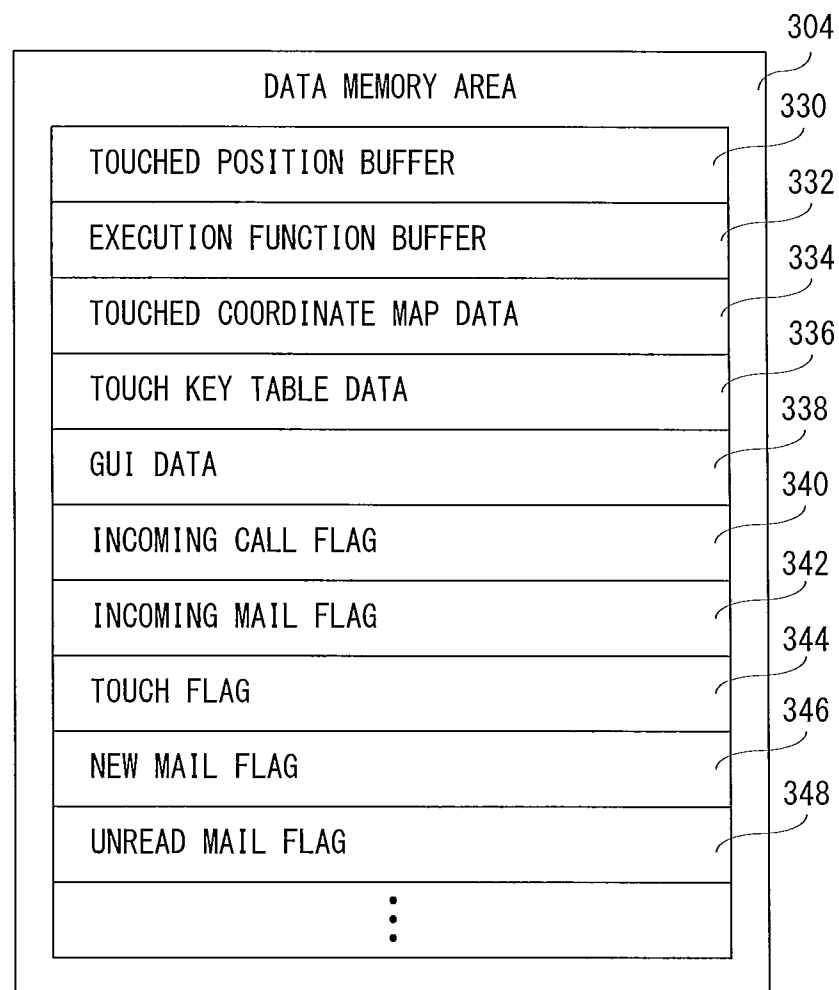 304
DATA MEMORY AREA
330
TOUCHED POSITION BUFFER
332
EXECUTION FUNCTION BUFFER
334
TOUCHED COORDINATE MAP DATA
336
TOUCH KEY TABLE DATA
338
GUI DATA
340
INCOMING CALL FLAG
342
INCOMING MAIL FLAG
344
TOUCH FLAG
346
NEW MAIL FLAG
348
UNREAD MAIL FLAG